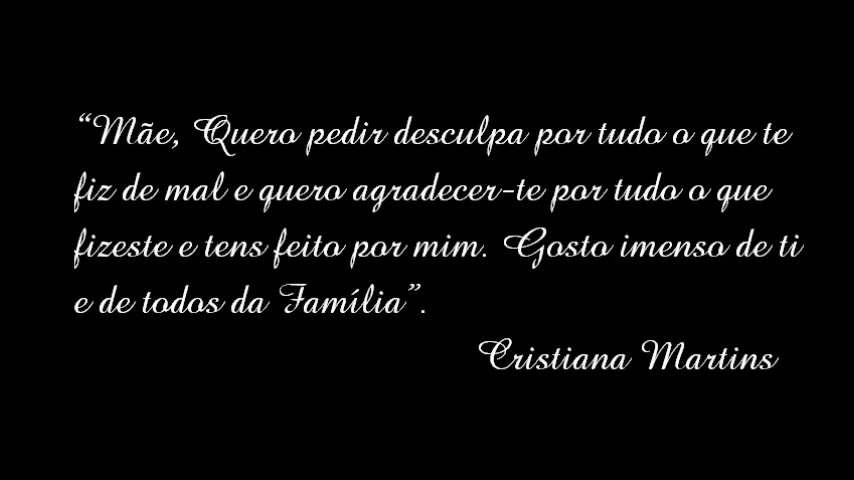 “Mãe, Quero pedir desculpa por tudo o que te
fiz de mal e quero agradecer-te por tudo o que
fizeste e tens feito por mim. Gosto imenso de ti
e de todos da Família”.
Cristiana Martins